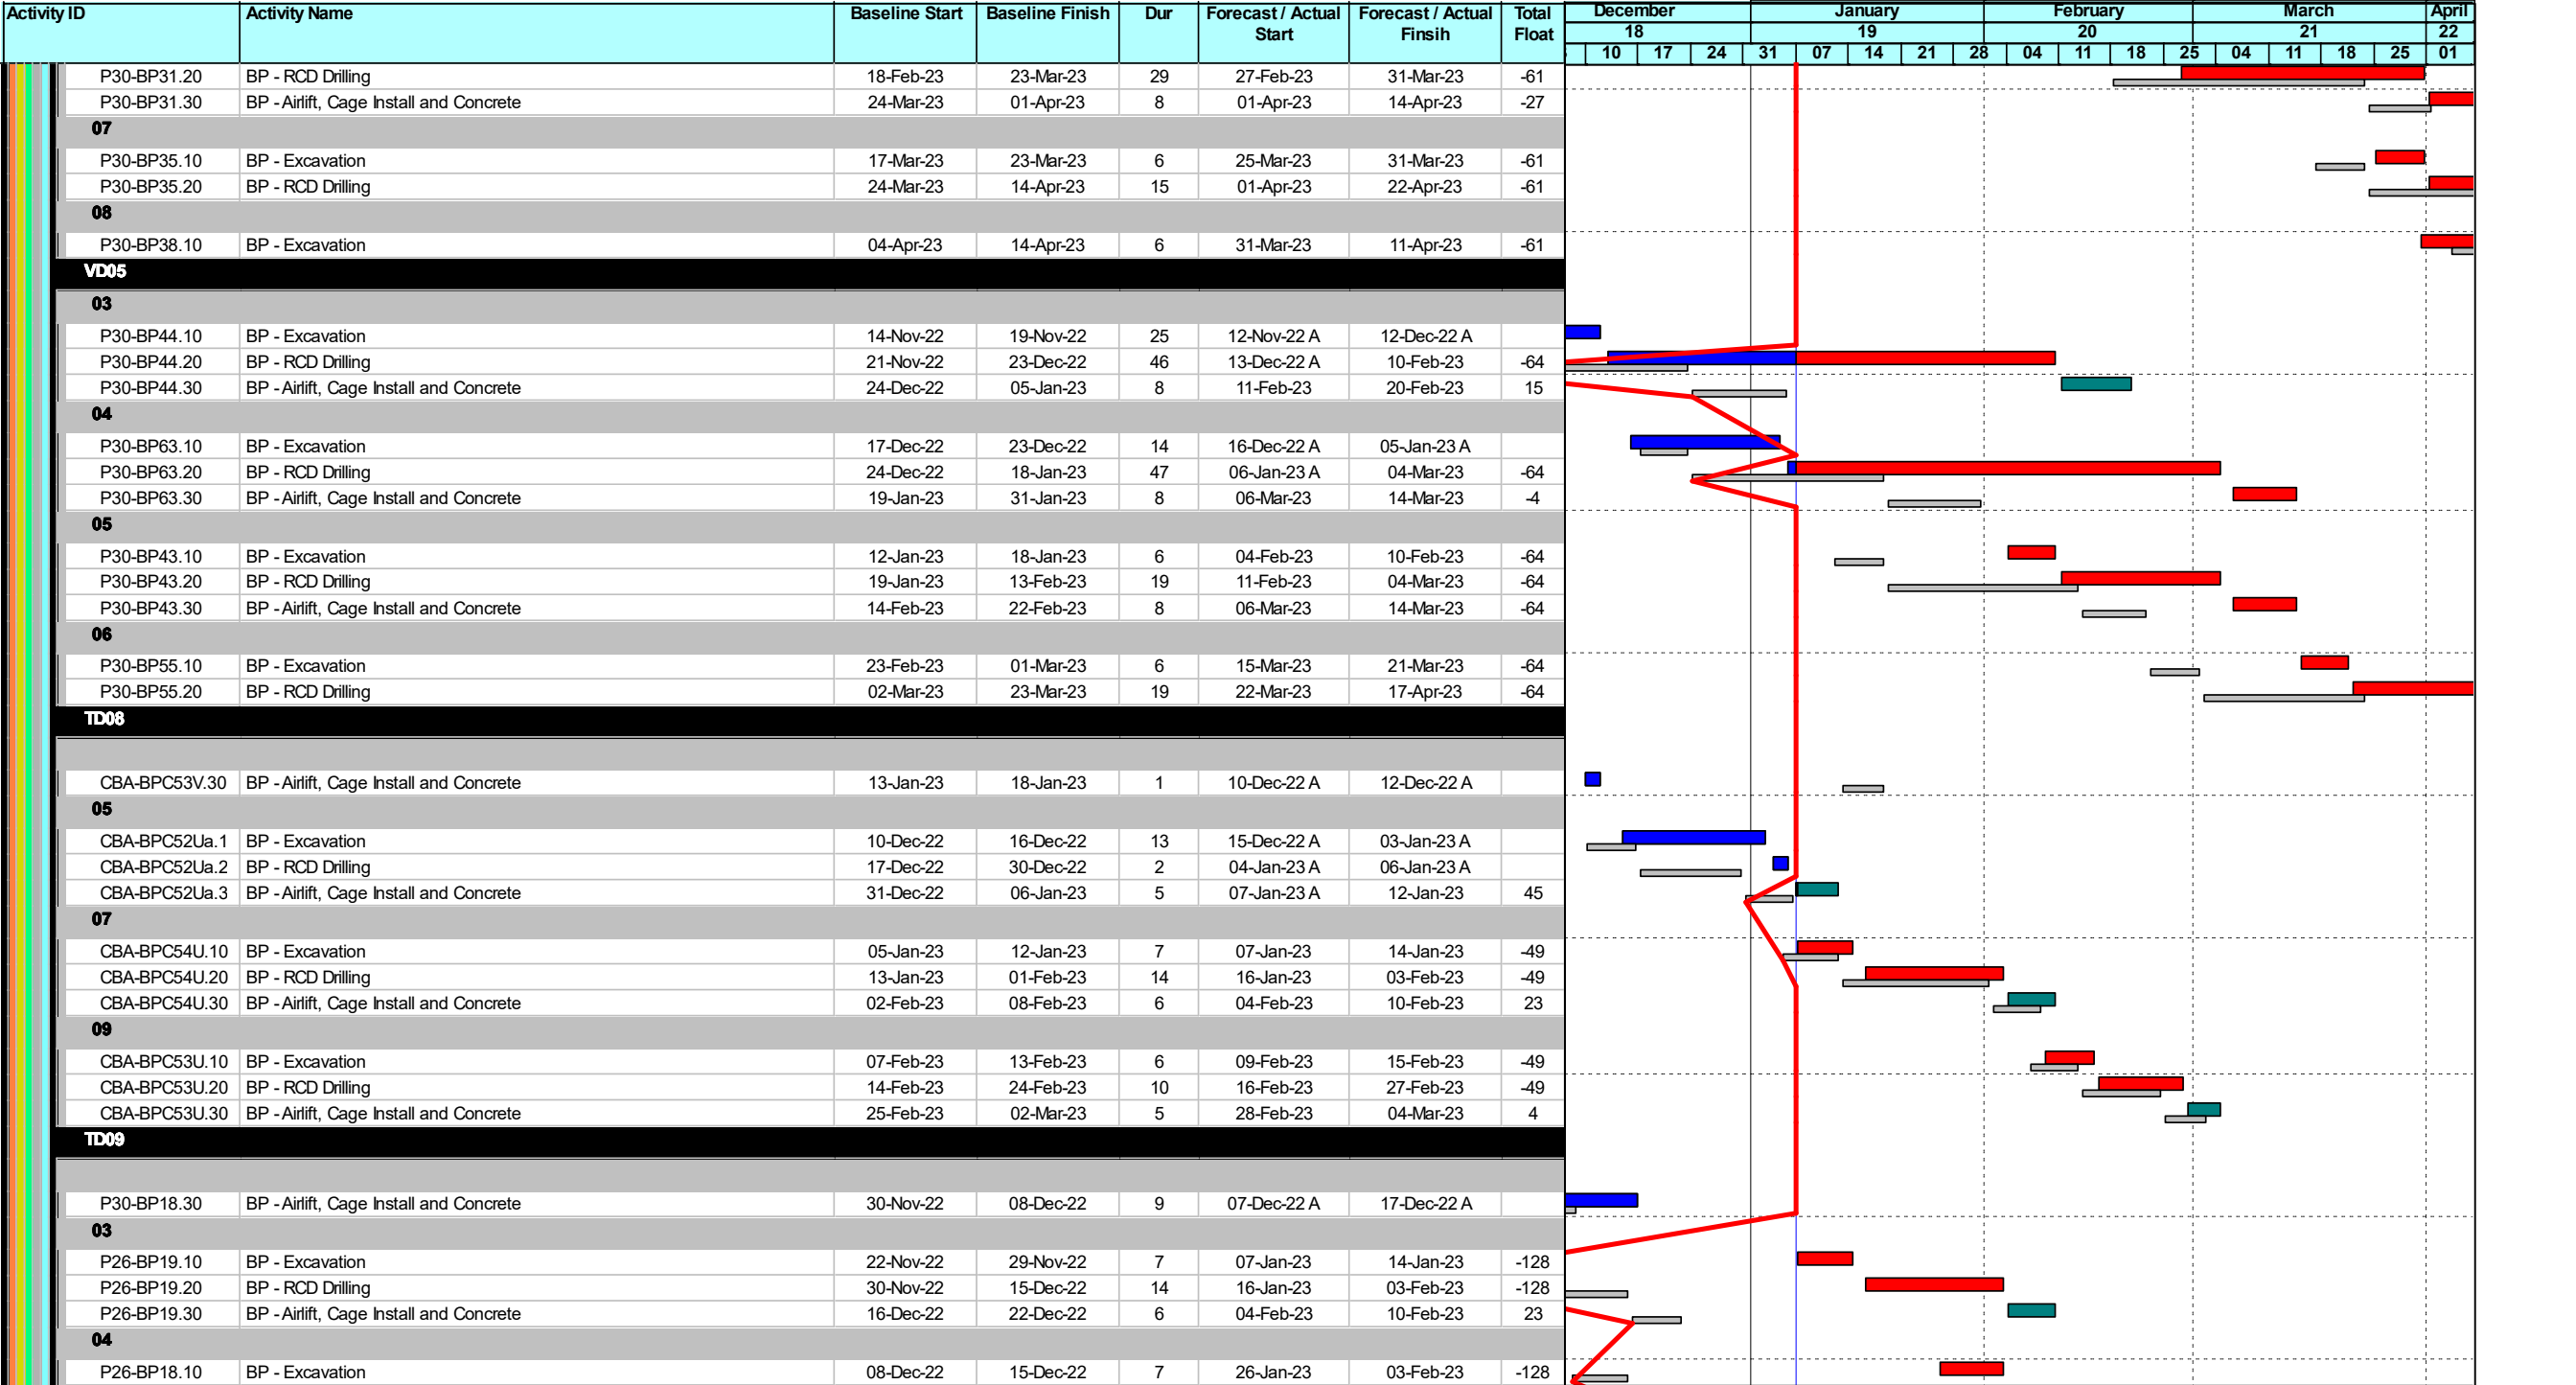 Activity ID Activity Name Baseline Start Baseline Finish Dur Forecast / Actual Start Forecast / Actual Finsih Total Float December January February March April
18 19 20 21 22
10 17 24 31 07 14 21 28 04 11 18 25 04 11 18 25 01
P30-BP31.20 BP - RCD Drilling 18-Feb-23 23-Mar-23 29 27-Feb-23 31-Mar-23 -61
P30-BP31.30 BP - Airlift, Cage Install and Concrete 24-Mar-23 01-Apr-23 8 01-Apr-23 14-Apr-23 -27
07
P30-BP35.10 BP - Excavation 17-Mar-23 23-Mar-23 6 25-Mar-23 31-Mar-23 -61
P30-BP35.20 BP - RCD Drilling 24-Mar-23 14-Apr-23 15 01-Apr-23 22-Apr-23 -61
08
P30-BP38.10 BP - Excavation 04-Apr-23 14-Apr-23 6 31-Mar-23 11-Apr-23 -61
VD05
03
P30-BP44.10 BP - Excavation 14-Nov-22 19-Nov-22 25 12-Nov-22 A 12-Dec-22 A
P30-BP44.20 BP - RCD Drilling 21-Nov-22 23-Dec-22 46 13-Dec-22 A 10-Feb-23 -64
P30-BP44.30 BP - Airlift, Cage Install and Concrete 24-Dec-22 05-Jan-23 8 11-Feb-23 20-Feb-23 15
04
P30-BP63.10 BP - Excavation 17-Dec-22 23-Dec-22 14 16-Dec-22 A 05-Jan-23 A
P30-BP63.20 BP - RCD Drilling 24-Dec-22 18-Jan-23 47 06-Jan-23 A 04-Mar-23 -64
P30-BP63.30 BP - Airlift, Cage Install and Concrete 19-Jan-23 31-Jan-23 8 06-Mar-23 14-Mar-23 -4
05
P30-BP43.10 BP - Excavation 12-Jan-23 18-Jan-23 6 04-Feb-23 10-Feb-23 -64
P30-BP43.20 BP - RCD Drilling 19-Jan-23 13-Feb-23 19 11-Feb-23 04-Mar-23 -64
P30-BP43.30 BP - Airlift, Cage Install and Concrete 14-Feb-23 22-Feb-23 8 06-Mar-23 14-Mar-23 -64
06
P30-BP55.10 BP - Excavation 23-Feb-23 01-Mar-23 6 15-Mar-23 21-Mar-23 -64
P30-BP55.20 BP - RCD Drilling 02-Mar-23 23-Mar-23 19 22-Mar-23 17-Apr-23 -64
TD08
CBA-BPC53V.30 BP - Airlift, Cage Install and Concrete 13-Jan-23 18-Jan-23 1 10-Dec-22 A 12-Dec-22 A
05
CBA-BPC52Ua.1 BP - Excavation 10-Dec-22 16-Dec-22 13 15-Dec-22 A 03-Jan-23 A
CBA-BPC52Ua.2 BP - RCD Drilling 17-Dec-22 30-Dec-22 2 04-Jan-23 A 06-Jan-23 A
CBA-BPC52Ua.3 BP - Airlift, Cage Install and Concrete 31-Dec-22 06-Jan-23 5 07-Jan-23 A 12-Jan-23 45
07
CBA-BPC54U.10 BP - Excavation 05-Jan-23 12-Jan-23 7 07-Jan-23 14-Jan-23 -49
CBA-BPC54U.20 BP - RCD Drilling 13-Jan-23 01-Feb-23 14 16-Jan-23 03-Feb-23 -49
CBA-BPC54U.30 BP - Airlift, Cage Install and Concrete 02-Feb-23 08-Feb-23 6 04-Feb-23 10-Feb-23 23
09
CBA-BPC53U.10 BP - Excavation 07-Feb-23 13-Feb-23 6 09-Feb-23 15-Feb-23 -49
CBA-BPC53U.20 BP - RCD Drilling 14-Feb-23 24-Feb-23 10 16-Feb-23 27-Feb-23 -49
CBA-BPC53U.30 BP - Airlift, Cage Install and Concrete 25-Feb-23 02-Mar-23 5 28-Feb-23 04-Mar-23 4
TD09
P30-BP18.30 BP - Airlift, Cage Install and Concrete 30-Nov-22 08-Dec-22 9 07-Dec-22 A 17-Dec-22 A
03
P26-BP19.10 BP - Excavation 22-Nov-22 29-Nov-22 7 07-Jan-23 14-Jan-23 -128
P26-BP19.20 BP - RCD Drilling 30-Nov-22 15-Dec-22 14 16-Jan-23 03-Feb-23 -128
P26-BP19.30 BP - Airlift, Cage Install and Concrete 16-Dec-22 22-Dec-22 6 04-Feb-23 10-Feb-23 23
04
P26-BP18.10 BP - Excavation 08-Dec-22 15-Dec-22 7 26-Jan-23 03-Feb-23 -128